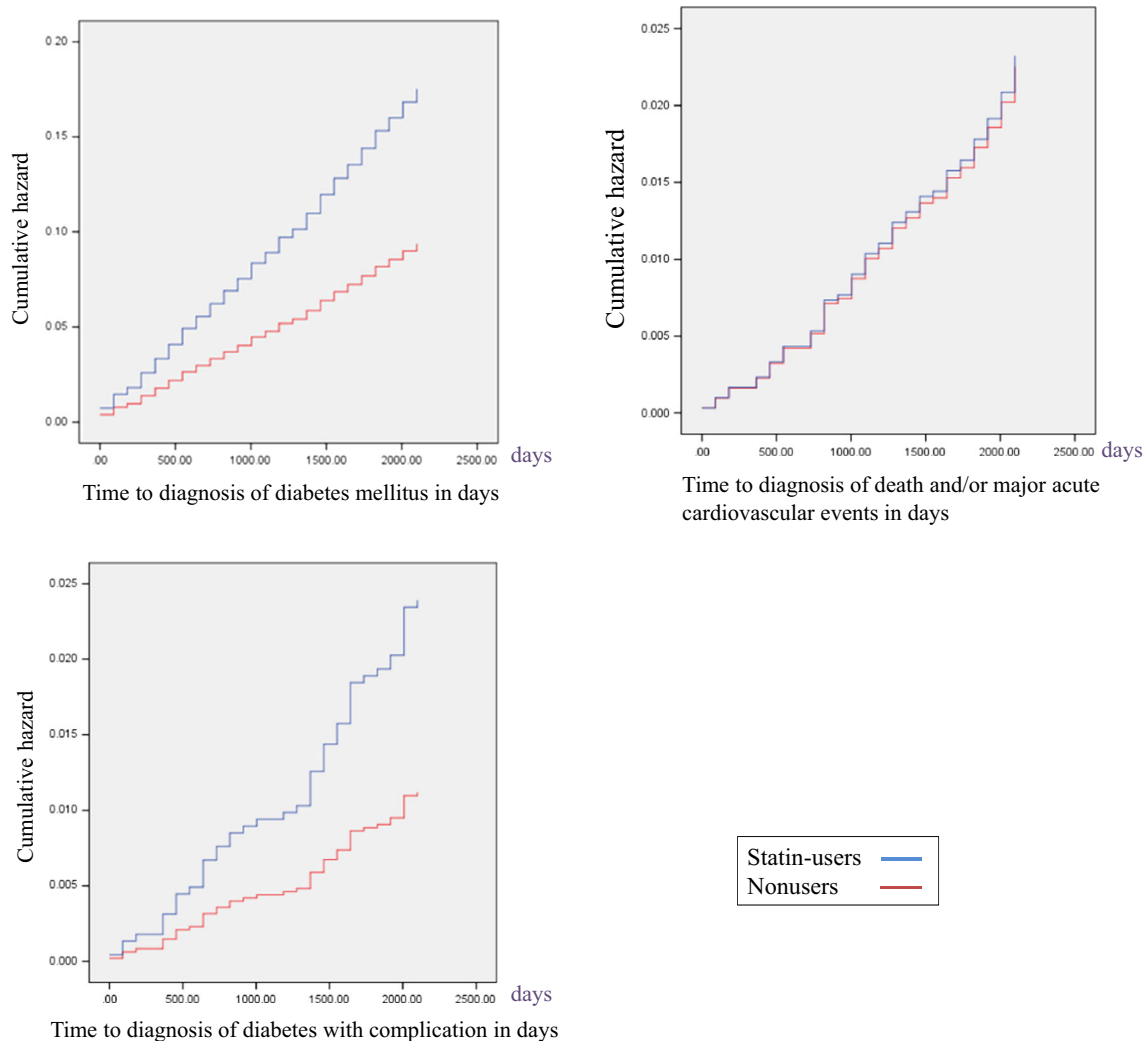 0.20
0.15
0.10
0.05
0.00
Cumulative hazard
.00 500.00 1000.00 1500.00 2000.00 2500.00 days
Time to diagnosis of diabetes mellitus in days
0.025
0.020
0.015
0.010
0.005
0.000
Cumulative hazard
.00 500.00 1000.00 1500.00 2000.00 2500.00 days
Time to diagnosis of death and/or major acute
cardiovascular events in days
0.025
0.020
0.015
0.010
0.005
0.000
Cumulative hazard
.00 500.00 1000.00 1500.00 2000.00 2500.00 days
Time to diagnosis of diabetes with complication in days
Statin-users
Nonusers